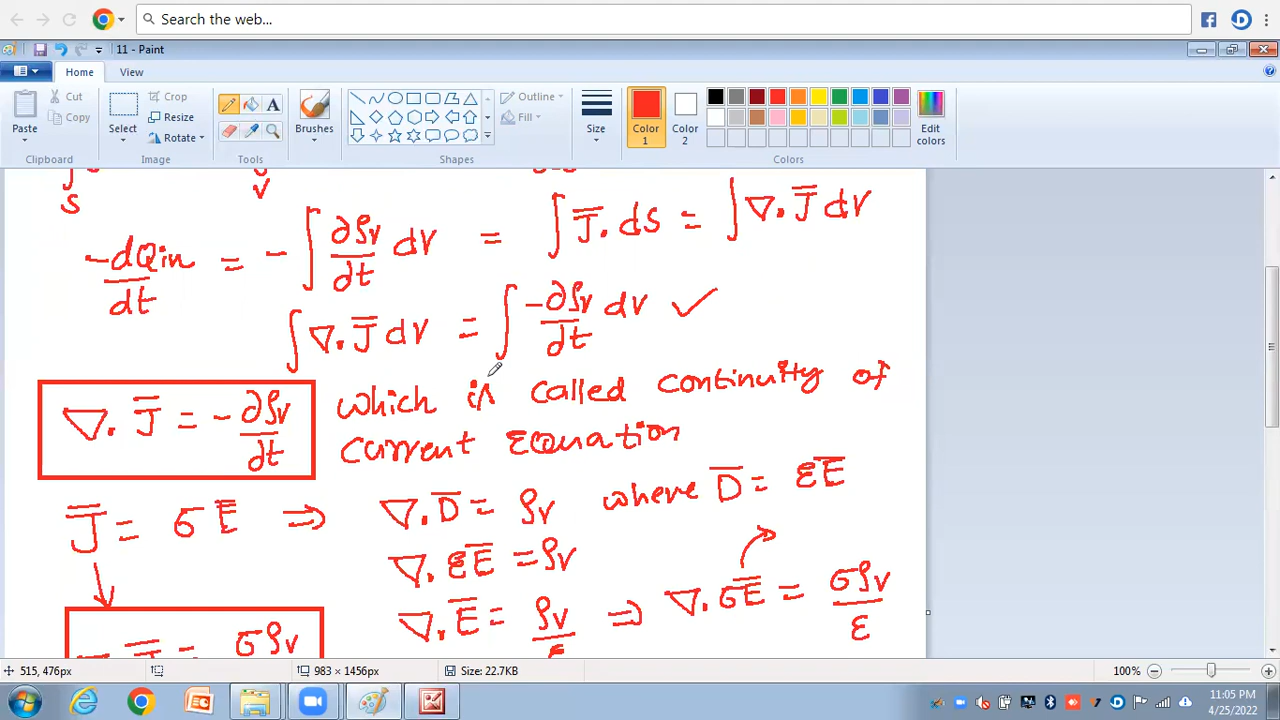 Search the web...
11 - Paint
Home View
Cut
Copy
Paste
Clipboard
Crop
Resize
Rotate
Select
Image
Tools
Brushes
Shapes
Outline
Fill
Size
Color 1
Color 2
Edit colors
Colors
S V
-dQin/dt = - ∫ ∂ρv/∂t dv = ∫ J̅. ds = ∫ ∇. J̅ dv
∫ ∇. J̅ dv = ∫ -∂ρv/∂t dv ✓
∇. J̅ = - ∂ρv/∂t which is called continuity of
current Equation
J̅ = σE̅ ⇒ ∇. D̅ = ρv where D̅ = εE̅
∇. εE̅ = ρv
∇. E̅ = ρv/ε ⇒ ∇. σE̅ = σρv/ε
σρv
515, 476px
983 × 1456px
Size: 22.7KB
100%
11:05 PM
4/25/2022